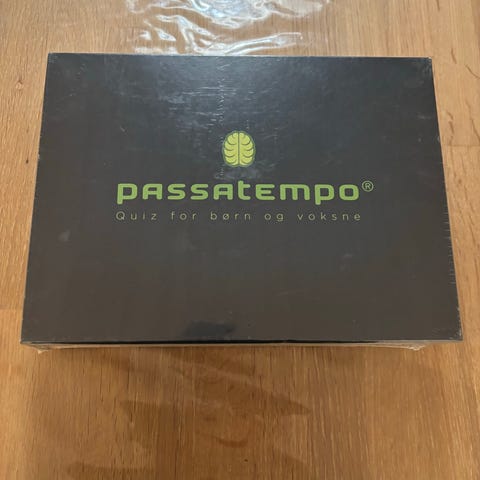 passatempo®
Quiz for børn og voksne